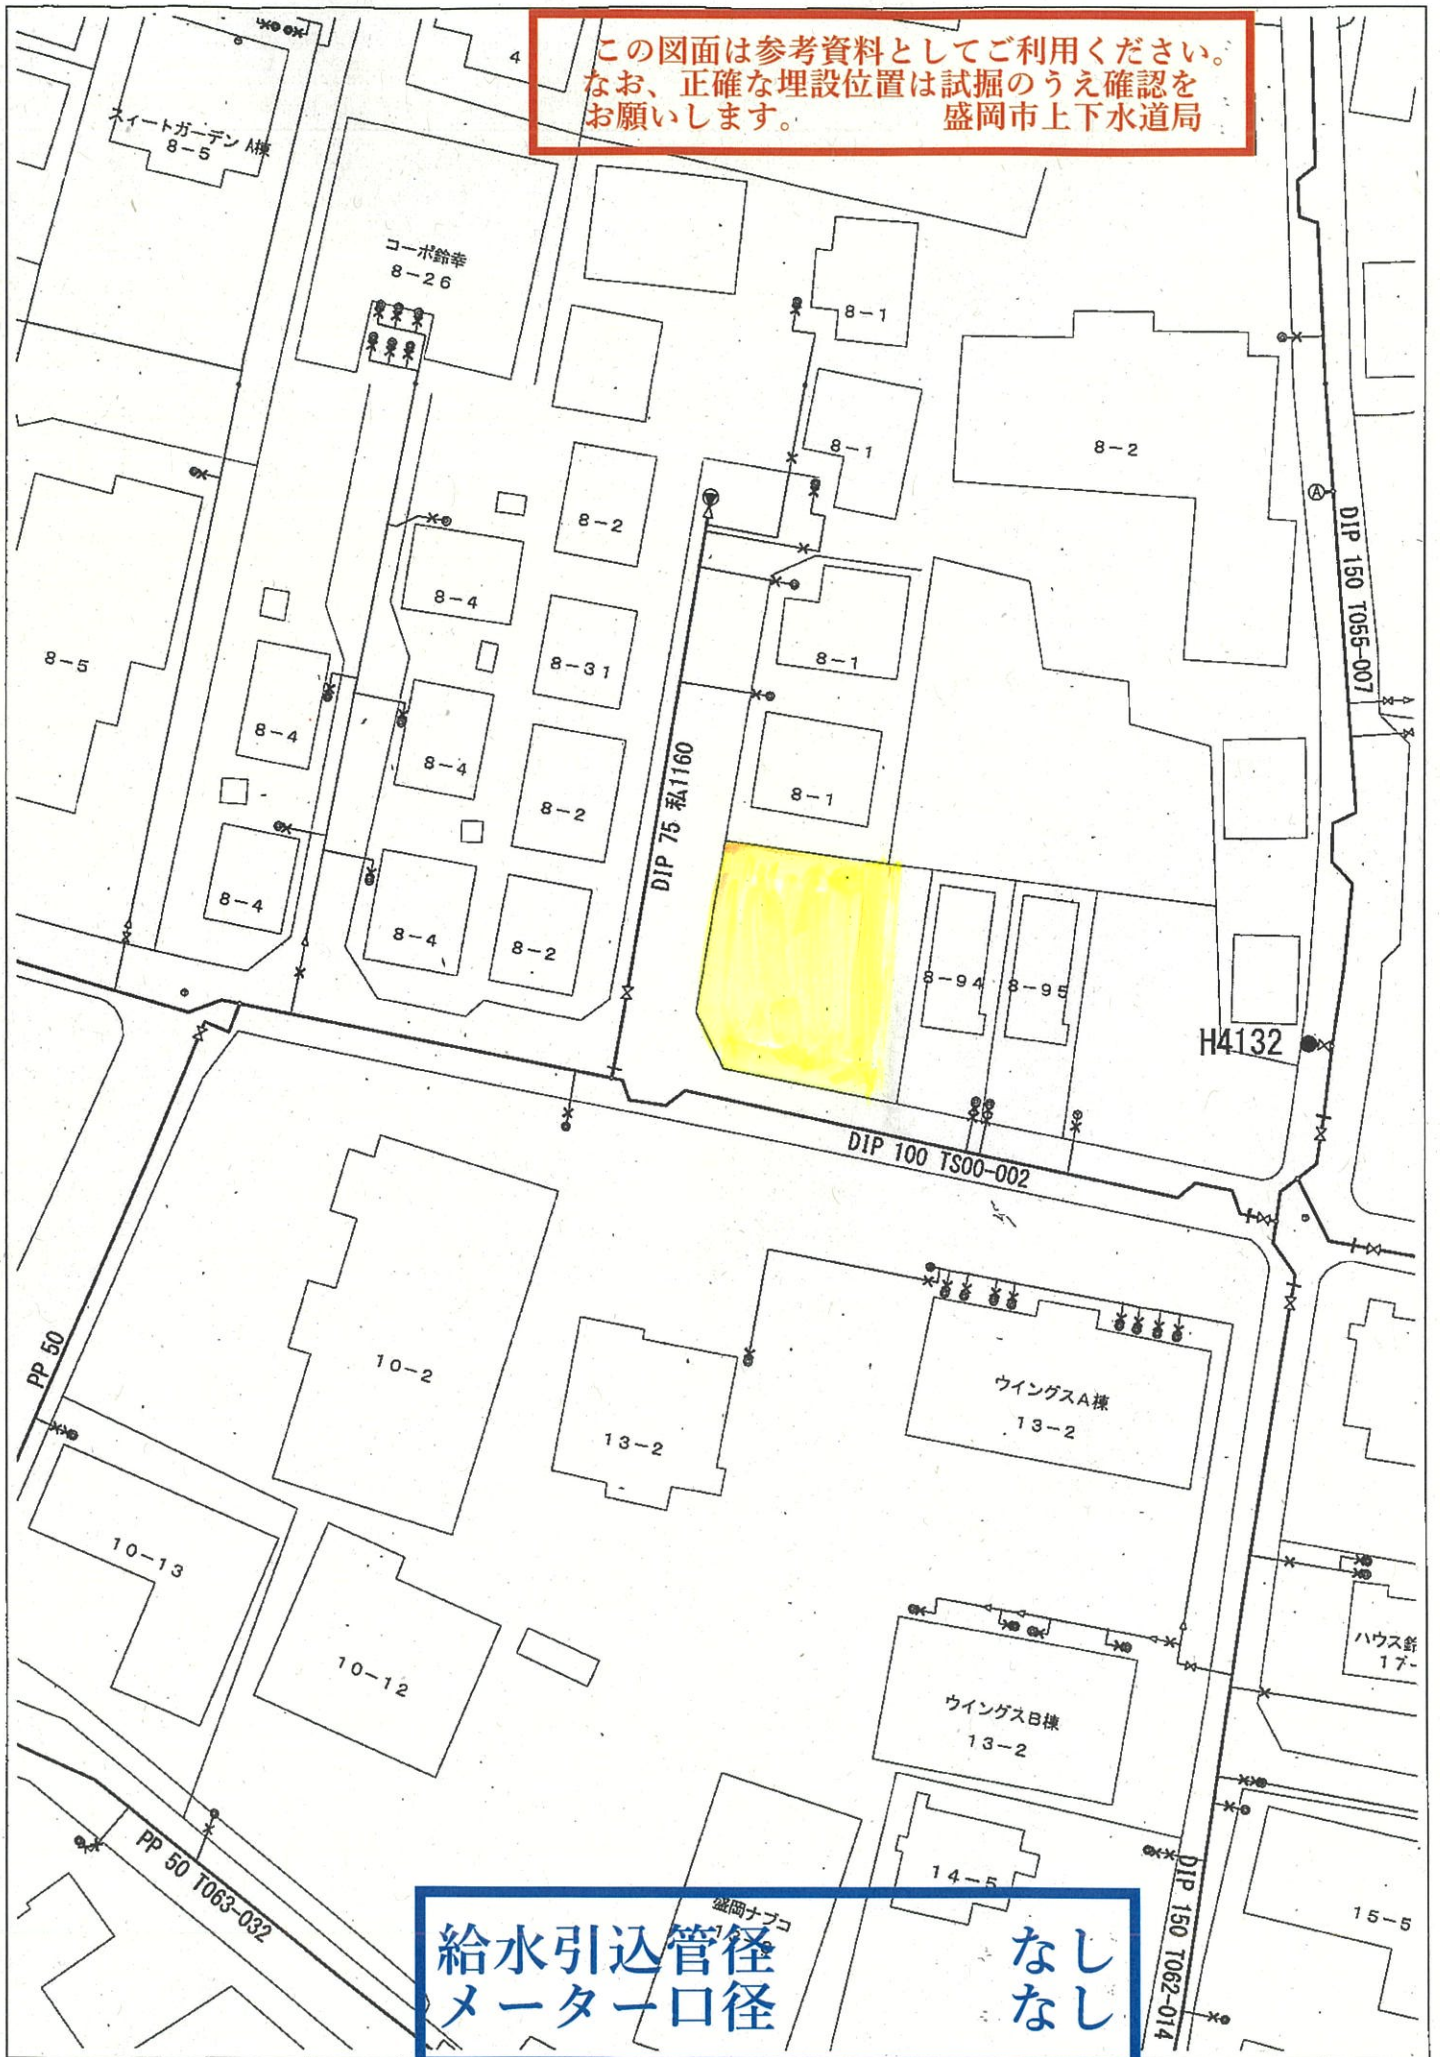 この図面は参考資料としてご利用ください。
なお、正確な埋設位置は試掘のうえ確認を
お願いします。 盛岡市上下水道局
4
スィートガーデン A棟
8-5
コーポ鈴幸
8-26
8-1
8-1
8-2
8-2
DIP 150 T055-007
8-4
8-1
8-5
8-31
8-4
8-4
DIP 75 私1160
8-1
8-2
8-4
8-4
8-2
8-94
8-95
H4132
DIP 100 TS00-002
PP 50
10-2
ウイングスA棟
13-2
13-2
10-13
10-12
ハウス鈴
17-
ウイングスB棟
13-2
PP 50 T063-032
14-5
DIP 150 T062-014
15-5
盛岡ナブコ
給水引込管径 なし
メーター口径 なし